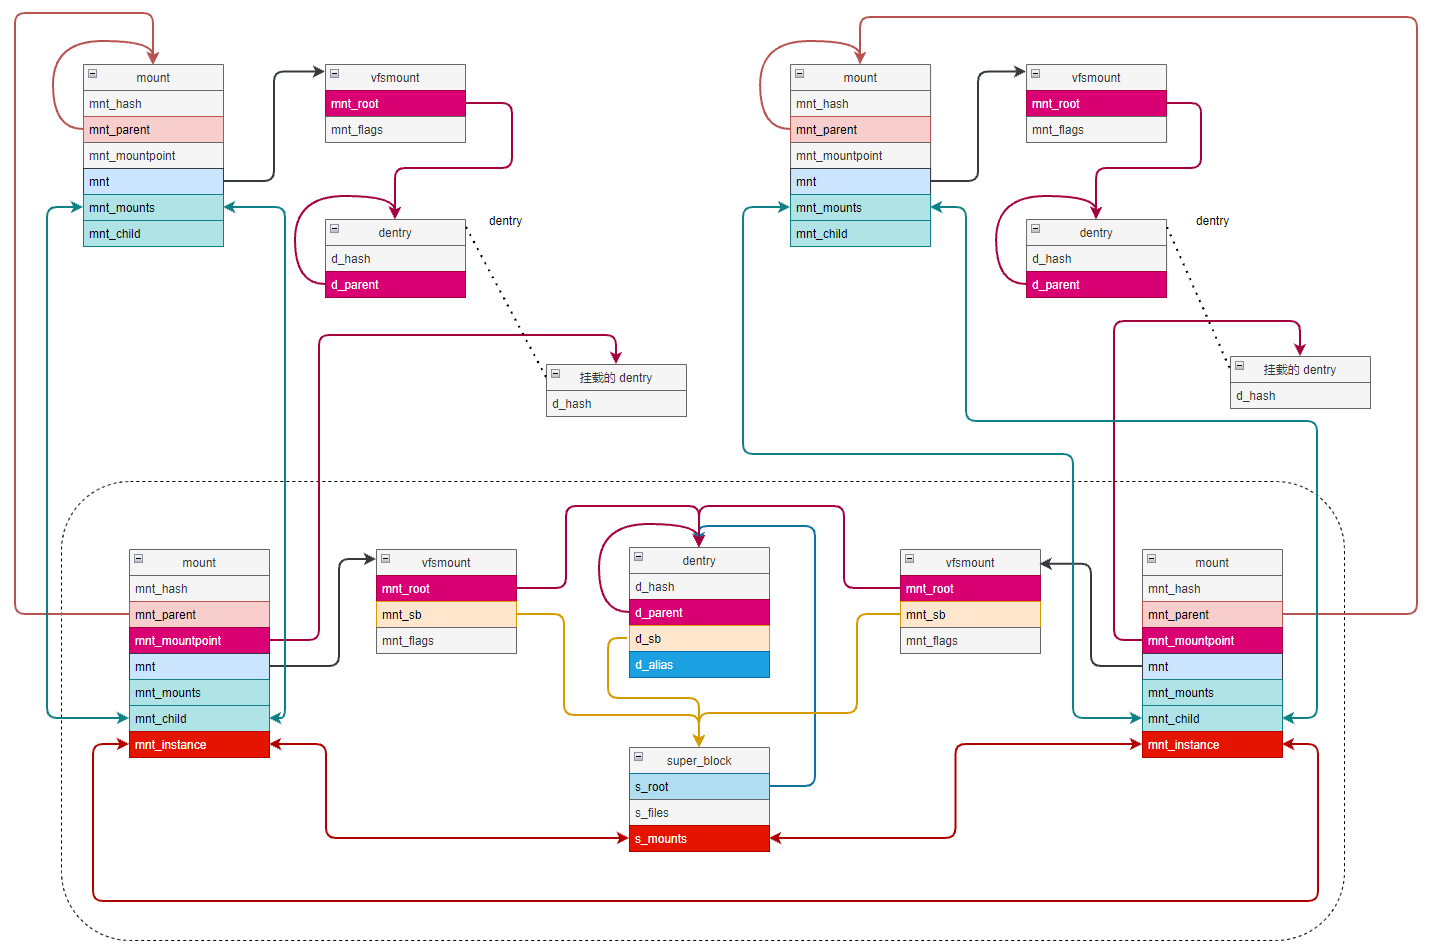 mount
mnt_hash
mnt_parent
mnt_mountpoint
mnt
mnt_mounts
mnt_child
vfsmount
mnt_root
mnt_flags
dentry
d_hash
d_parent
dentry
挂载的 dentry
d_hash
mount
mnt_hash
mnt_parent
mnt_mountpoint
mnt
mnt_mounts
mnt_child
vfsmount
mnt_root
mnt_flags
dentry
d_hash
d_parent
dentry
挂载的 dentry
d_hash
mount
mnt_hash
mnt_parent
mnt_mountpoint
mnt
mnt_mounts
mnt_child
mnt_instance
vfsmount
mnt_root
mnt_sb
mnt_flags
dentry
d_hash
d_parent
d_sb
d_alias
super_block
s_root
s_files
s_mounts
vfsmount
mnt_root
mnt_sb
mnt_flags
mount
mnt_hash
mnt_parent
mnt_mountpoint
mnt
mnt_mounts
mnt_child
mnt_instance